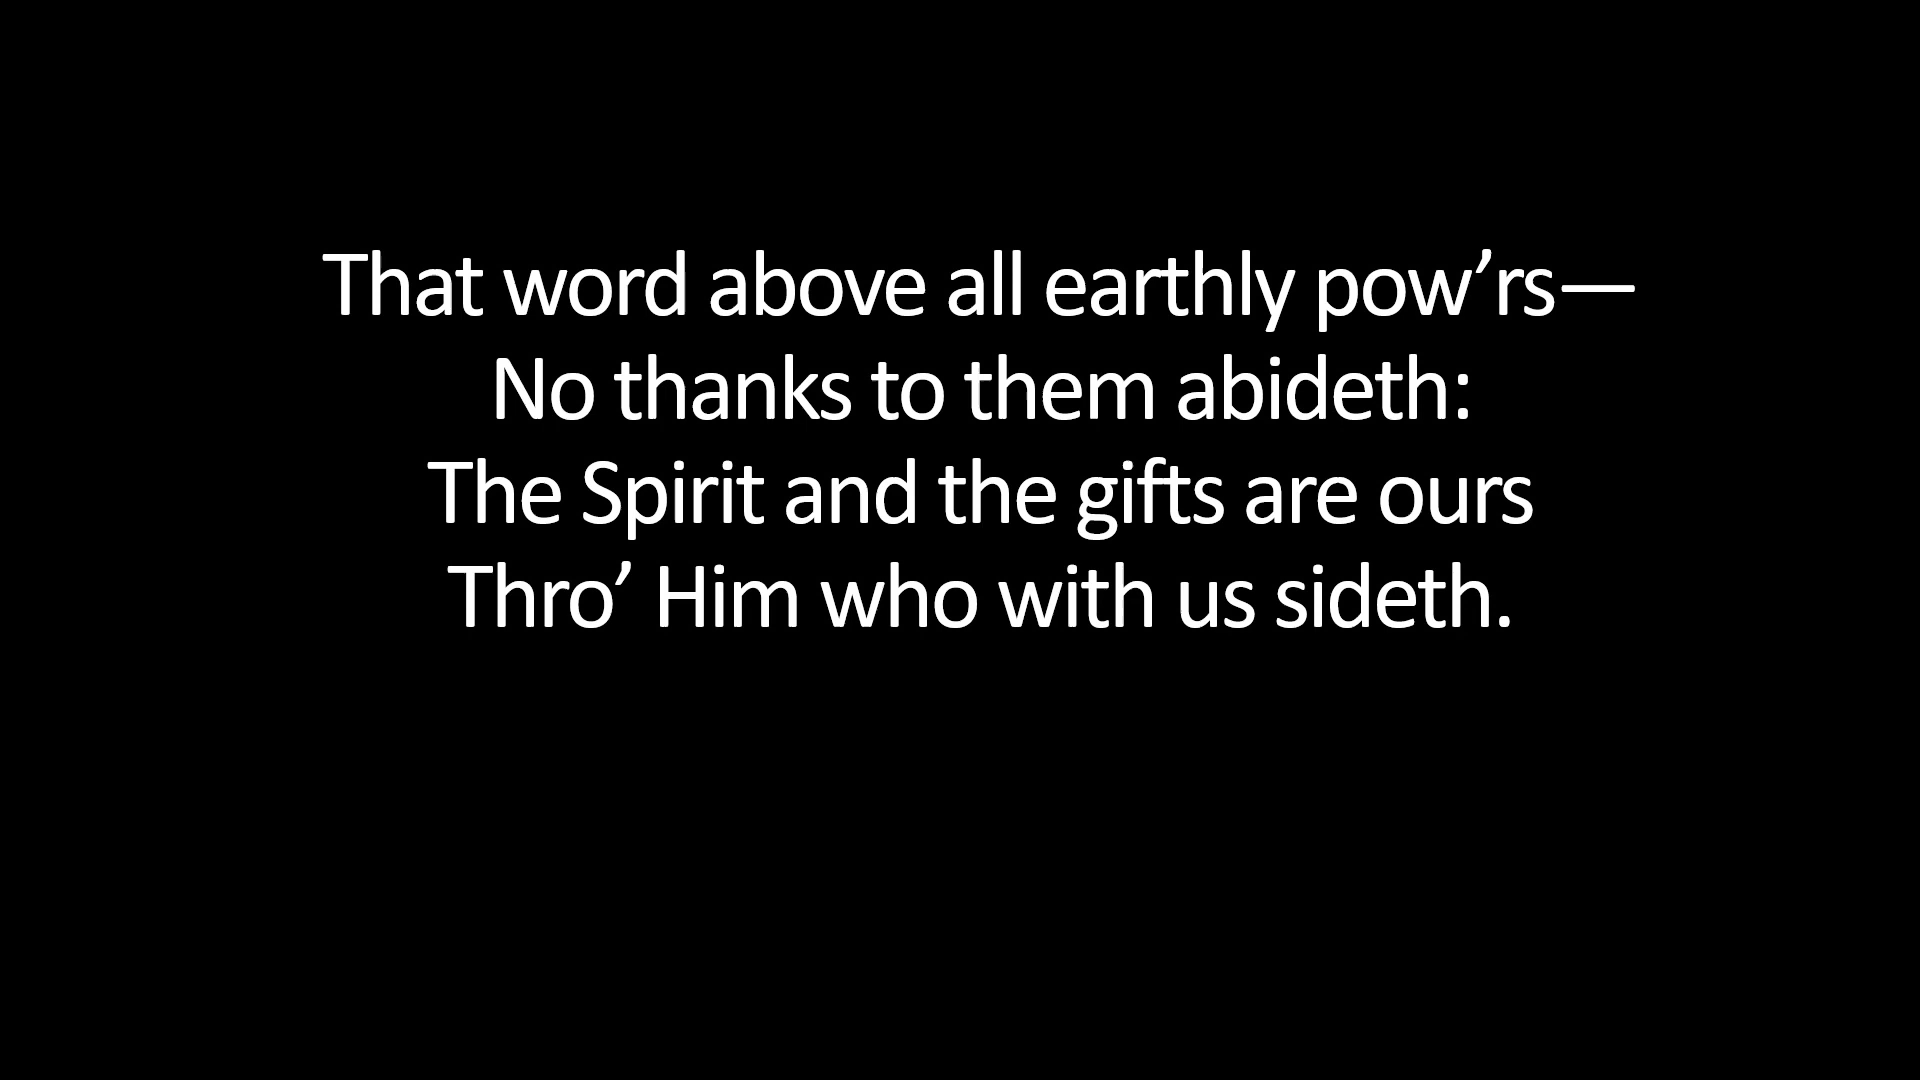 That word above all earthly pow’rs—
No thanks to them abideth:
The Spirit and the gifts are ours
Thro’ Him who with us sideth.